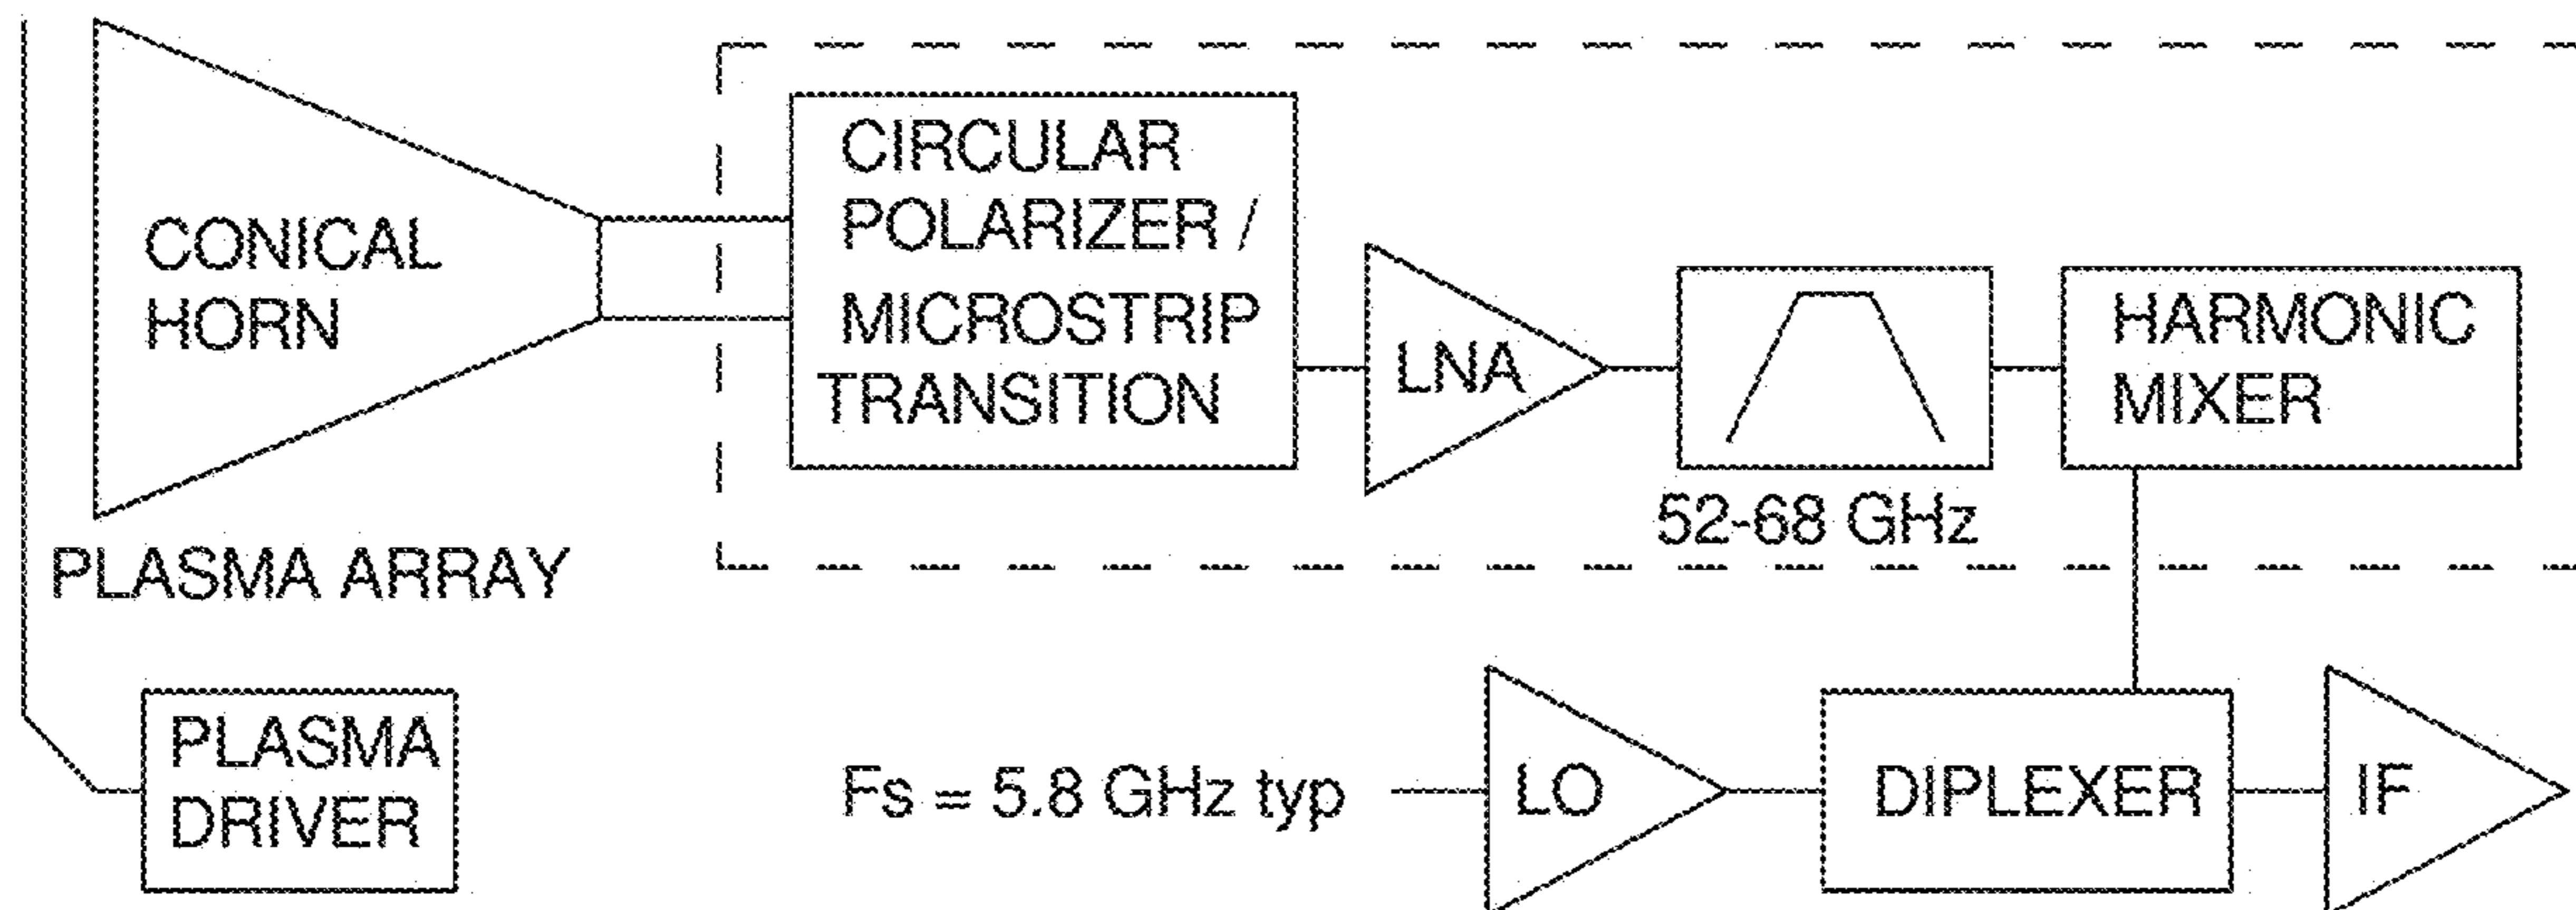 CONICAL
HORN
CIRCULAR
POLARIZER /
MICROSTRIP
TRANSITION
LNA
52-68 GHz
HARMONIC
MIXER
PLASMA ARRAY
PLASMA
DRIVER
Fs = 5.8 GHz typ
LO
DIPLEXER
IF